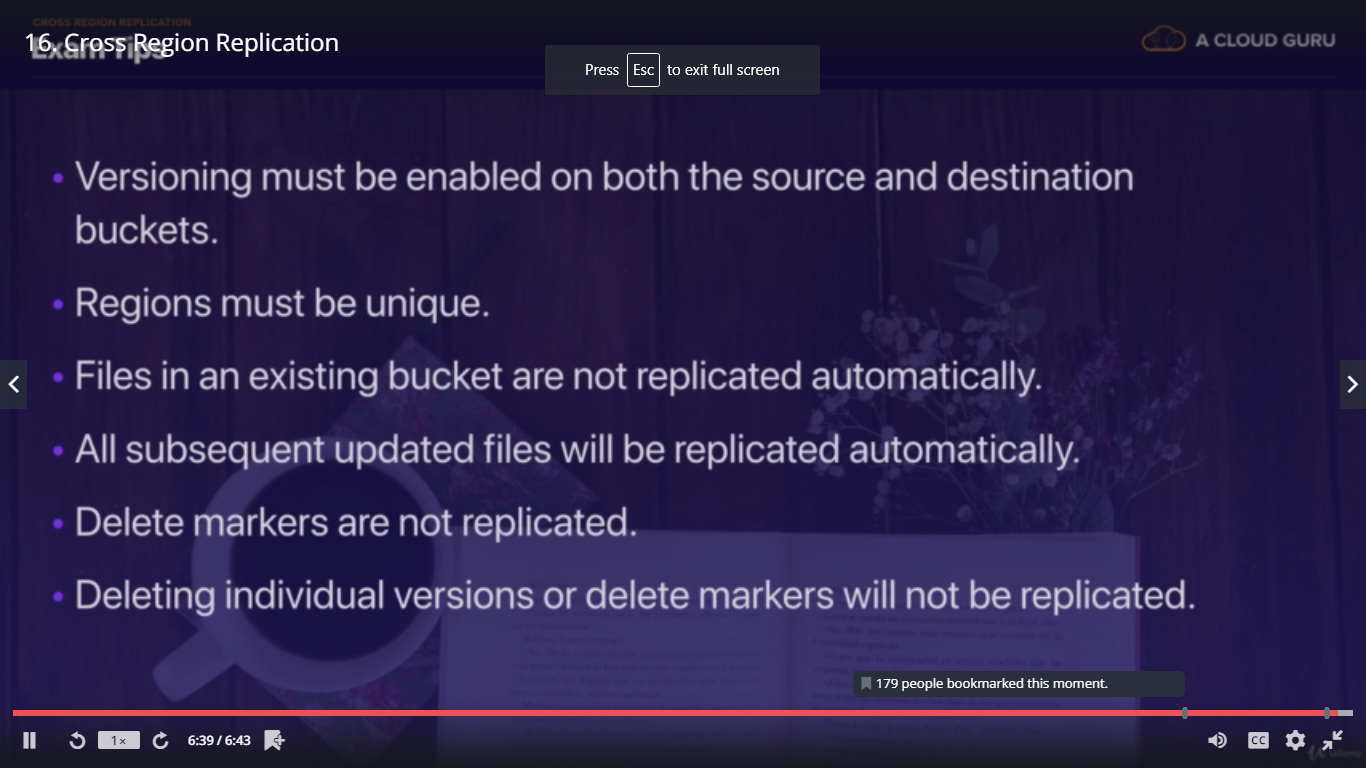 CROSS REGION REPLICATION
16. Cross Region Replication
Exam Tips
A CLOUD GURU
Press Esc to exit full screen
• Versioning must be enabled on both the source and destination
buckets.
• Regions must be unique.
• Files in an existing bucket are not replicated automatically.
• All subsequent updated files will be replicated automatically.
• Delete markers are not replicated.
• Deleting individual versions or delete markers will not be replicated.
179 people bookmarked this moment.
1×
6:39 / 6:43
CC
Udemy